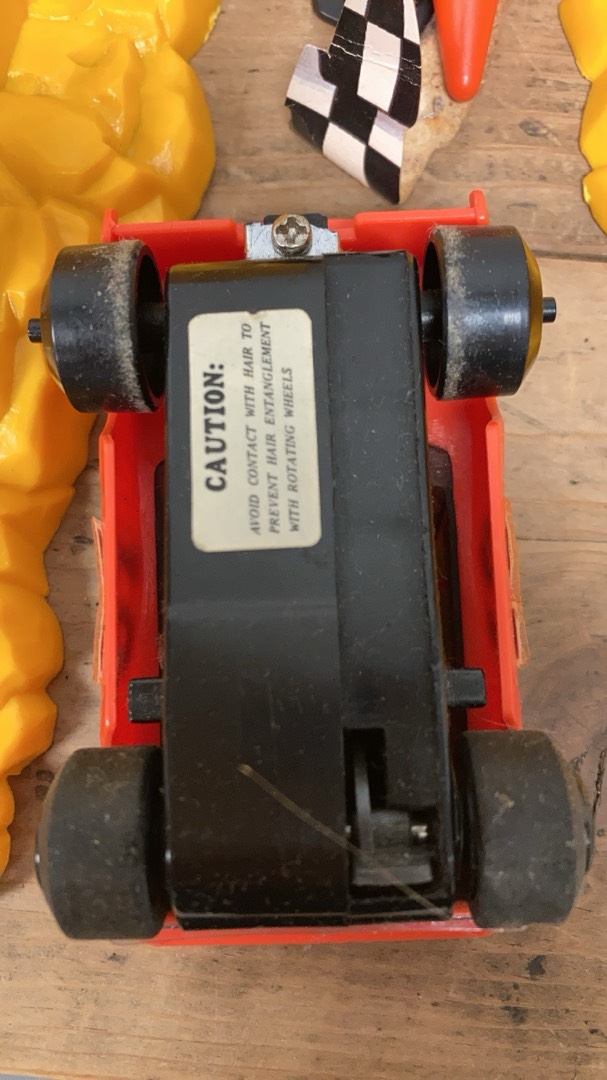 CAUTION:
AVOID CONTACT WITH HAIR TO
PREVENT HAIR ENTANGLEMENT
WITH ROTATING WHEELS